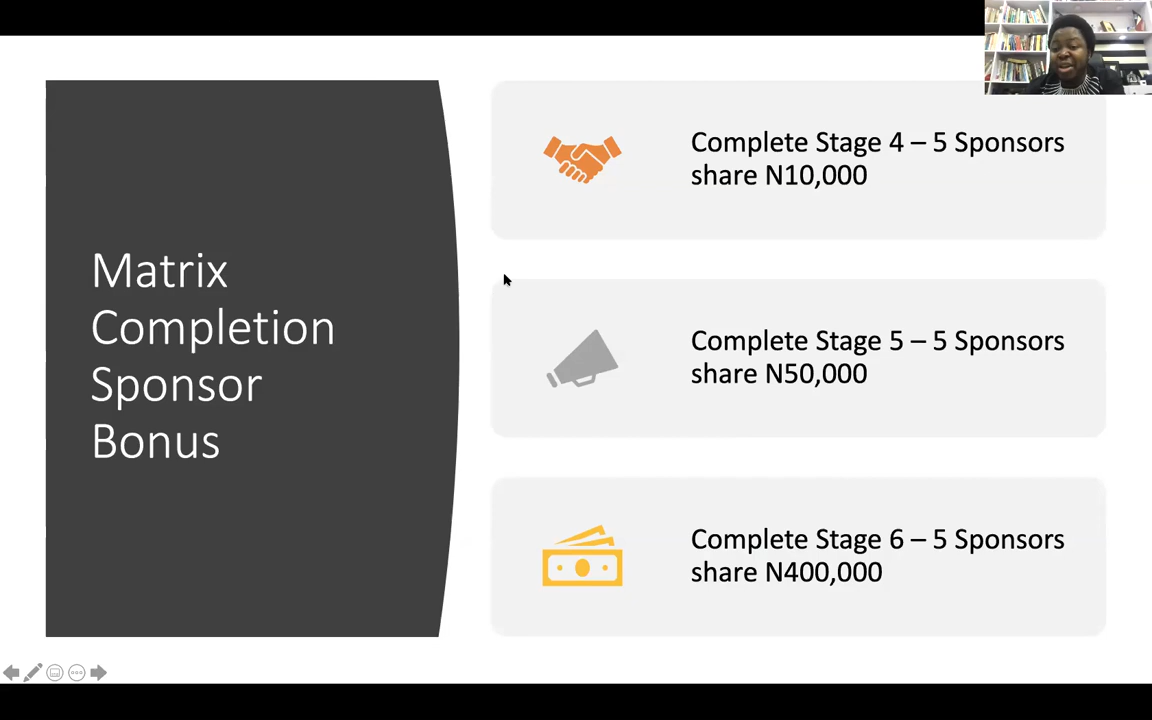 Matrix
Completion
Sponsor
Bonus
Complete Stage 4 – 5 Sponsors
share N10,000
Complete Stage 5 – 5 Sponsors
share N50,000
Complete Stage 6 – 5 Sponsors
share N400,000